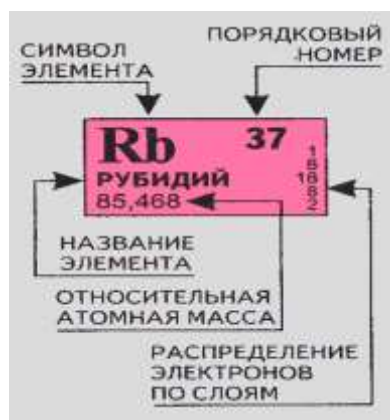 СИМВОЛ
ЭЛЕМЕНТА
ПОРЯДКОВЫЙ
НОМЕР
Rb 37
РУБИДИЙ
85,468
1
8
18
8
2
НАЗВАНИЕ
ЭЛЕМЕНТА
ОТНОСИТЕЛЬНАЯ
АТОМНАЯ МАССА
РАСПРЕДЕЛЕНИЕ
ЭЛЕКТРОНОВ
ПО СЛОЯМ